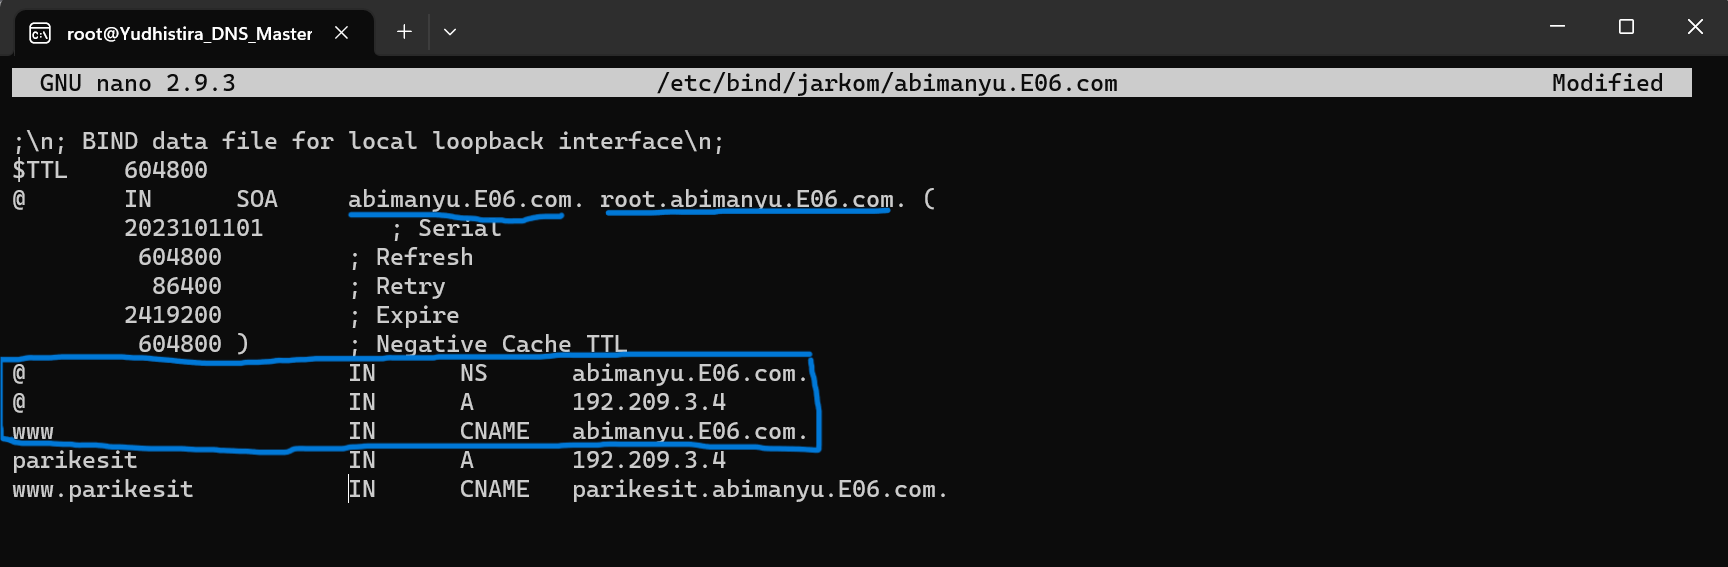 root@Yudhistira_DNS_Master
GNU nano 2.9.3 /etc/bind/jarkom/abimanyu.E06.com Modified
;\n; BIND data file for local loopback interface\n;
$TTL 604800
@ IN SOA abimanyu.E06.com. root.abimanyu.E06.com. (
2023101101 ; Serial
604800 ; Refresh
86400 ; Retry
2419200 ; Expire
604800 ) ; Negative Cache TTL
@ IN NS abimanyu.E06.com.
@ IN A 192.209.3.4
www IN CNAME abimanyu.E06.com.
parikesit IN A 192.209.3.4
www.parikesit IN CNAME parikesit.abimanyu.E06.com.